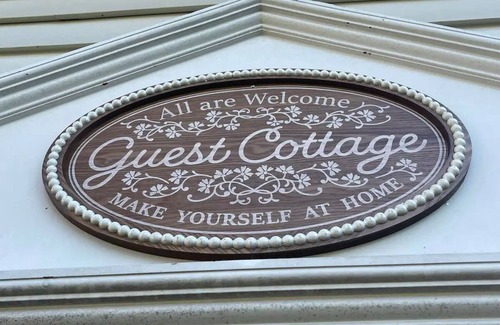 All are Welcome
Guest Cottage
MAKE YOURSELF AT HOME